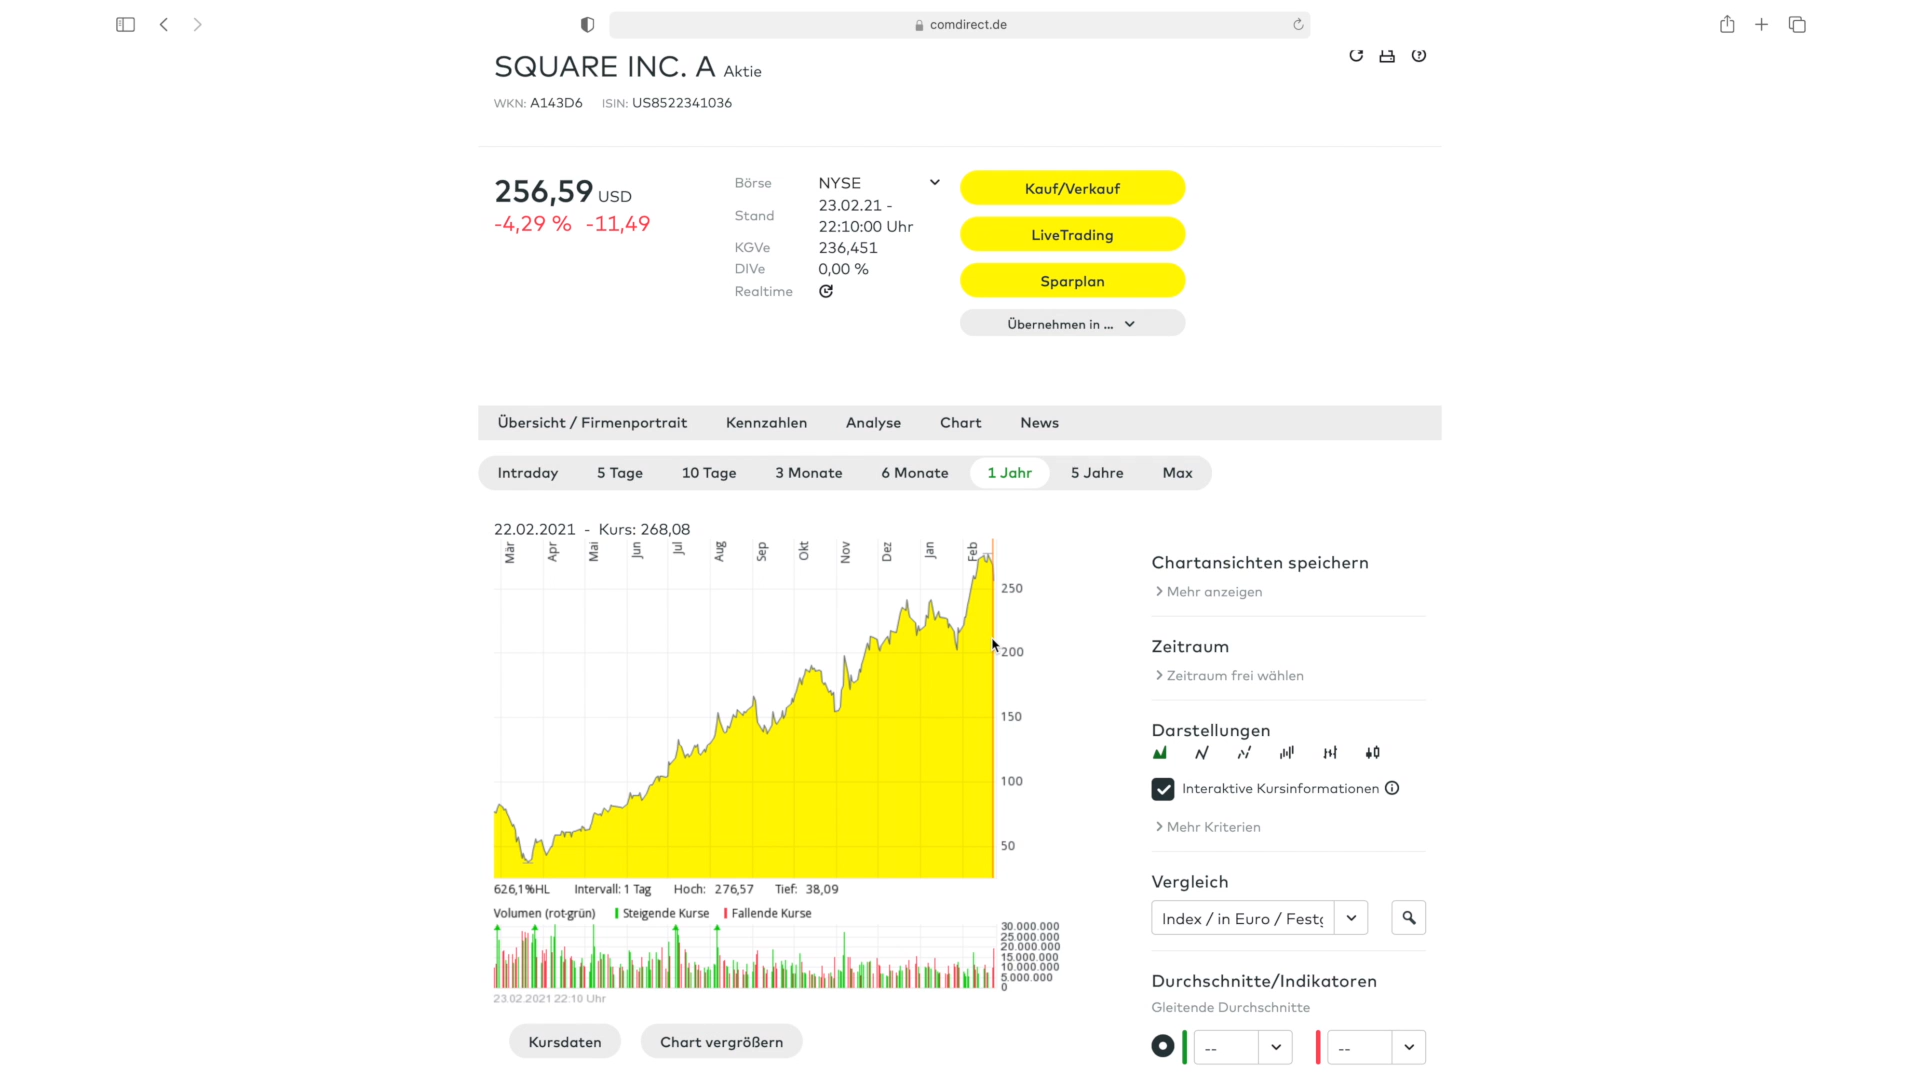 comdirect.de
SQUARE INC. A Aktie
WKN: A143D6 ISIN: US8522341036
256,59 USD
-4,29 % -11,49
Börse NYSE
Stand 23.02.21 -
22:10:00 Uhr
KGVe 236,451
DIVe 0,00 %
Realtime
Kauf/Verkauf
LiveTrading
Sparplan
Übernehmen in ...
Übersicht / Firmenportrait Kennzahlen Analyse Chart News
Intraday 5 Tage 10 Tage 3 Monate 6 Monate 1 Jahr 5 Jahre Max
22.02.2021 - Kurs: 268,08
Mär Apr Mai Jun Jul Aug Sep Okt Nov Dez Jan Feb
250
200
150
100
50
626,1%HL Intervall: 1 Tag Hoch: 276,57 Tief: 38,09
Volumen (rot-grün) Steigende Kurse Fallende Kurse
30.000.000
25.000.000
20.000.000
15.000.000
10.000.000
5.000.000
0
23.02.2021 22:10 Uhr
Kursdaten Chart vergrößern
Chartansichten speichern
Mehr anzeigen
Zeitraum
Zeitraum frei wählen
Darstellungen
Interaktive Kursinformationen
Mehr Kriterien
Vergleich
Index / in Euro / Festg
Durchschnitte/Indikatoren
Gleitende Durchschnitte
-- --